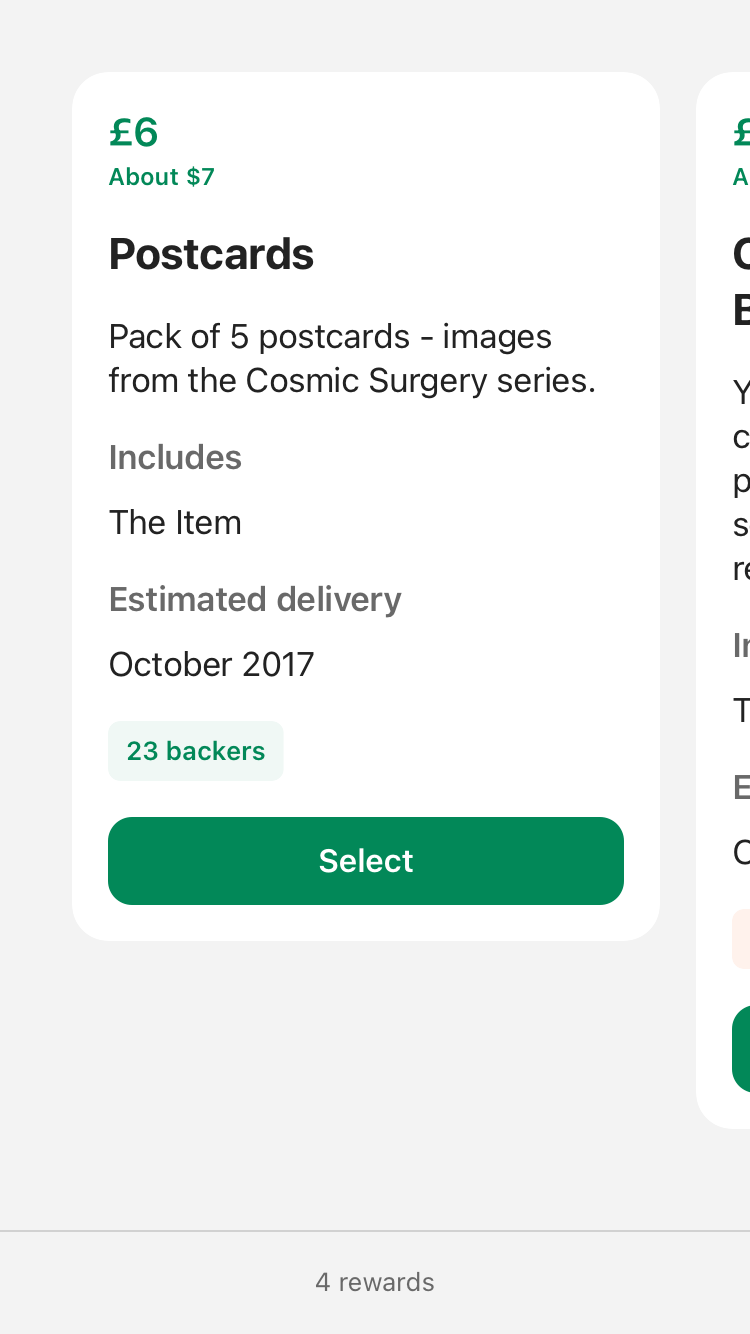 £6
About $7
Postcards
Pack of 5 postcards - images
from the Cosmic Surgery series.
Includes
The Item
Estimated delivery
October 2017
23 backers
Select
4 rewards